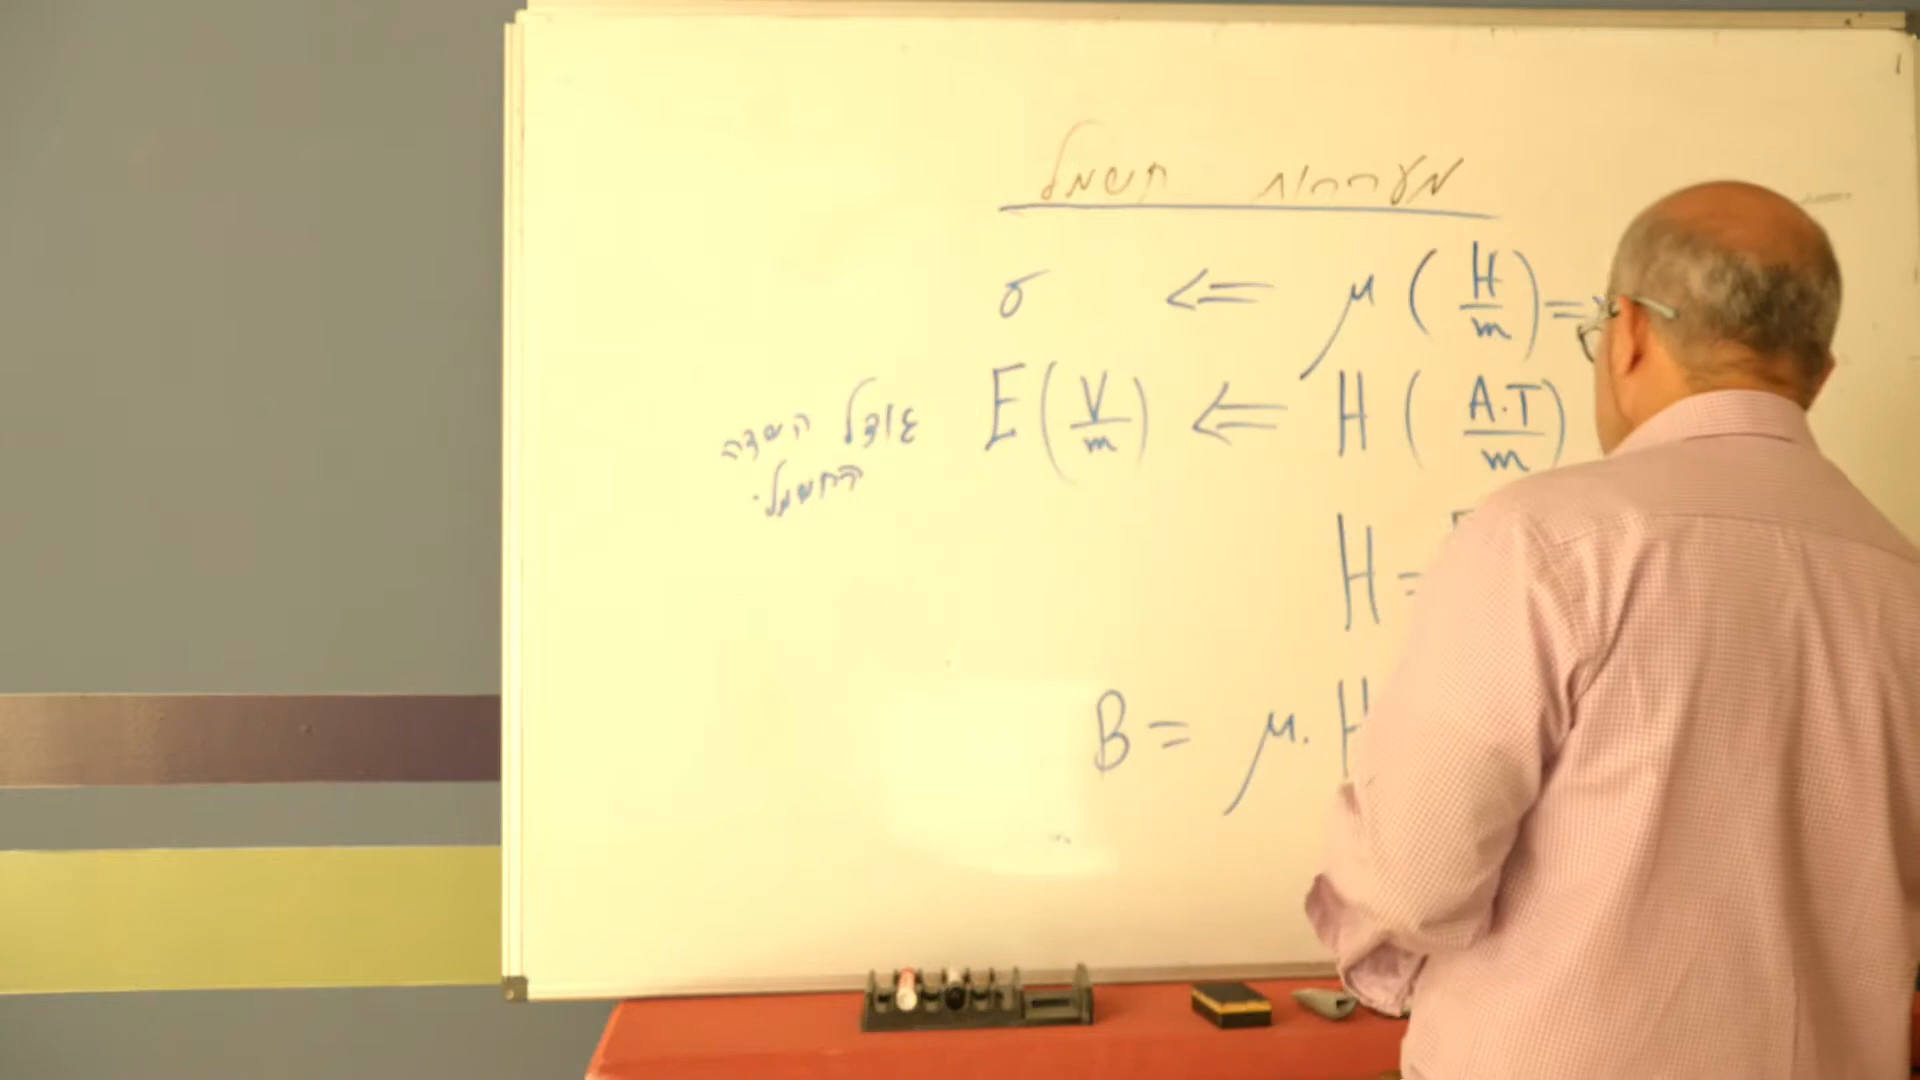 מערכות חשמל
σ ⇐ μ ( H/m ) =
גודל השדה החשמלי E ( V/m ) ⇐ H ( A.T/m )
H =
B = μ. H